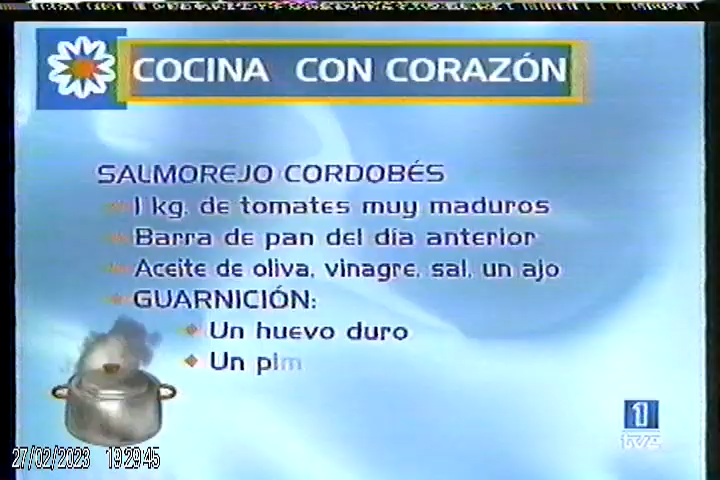 COCINA CON CORAZÓN
SALMOREJO CORDOBÉS
1 kg. de tomates muy maduros
Barra de pan del día anterior
Aceite de oliva, vinagre, sal, un ajo
GUARNICIÓN:
Un huevo duro
Un pim
1
tve
27/02/2023 19:29:45